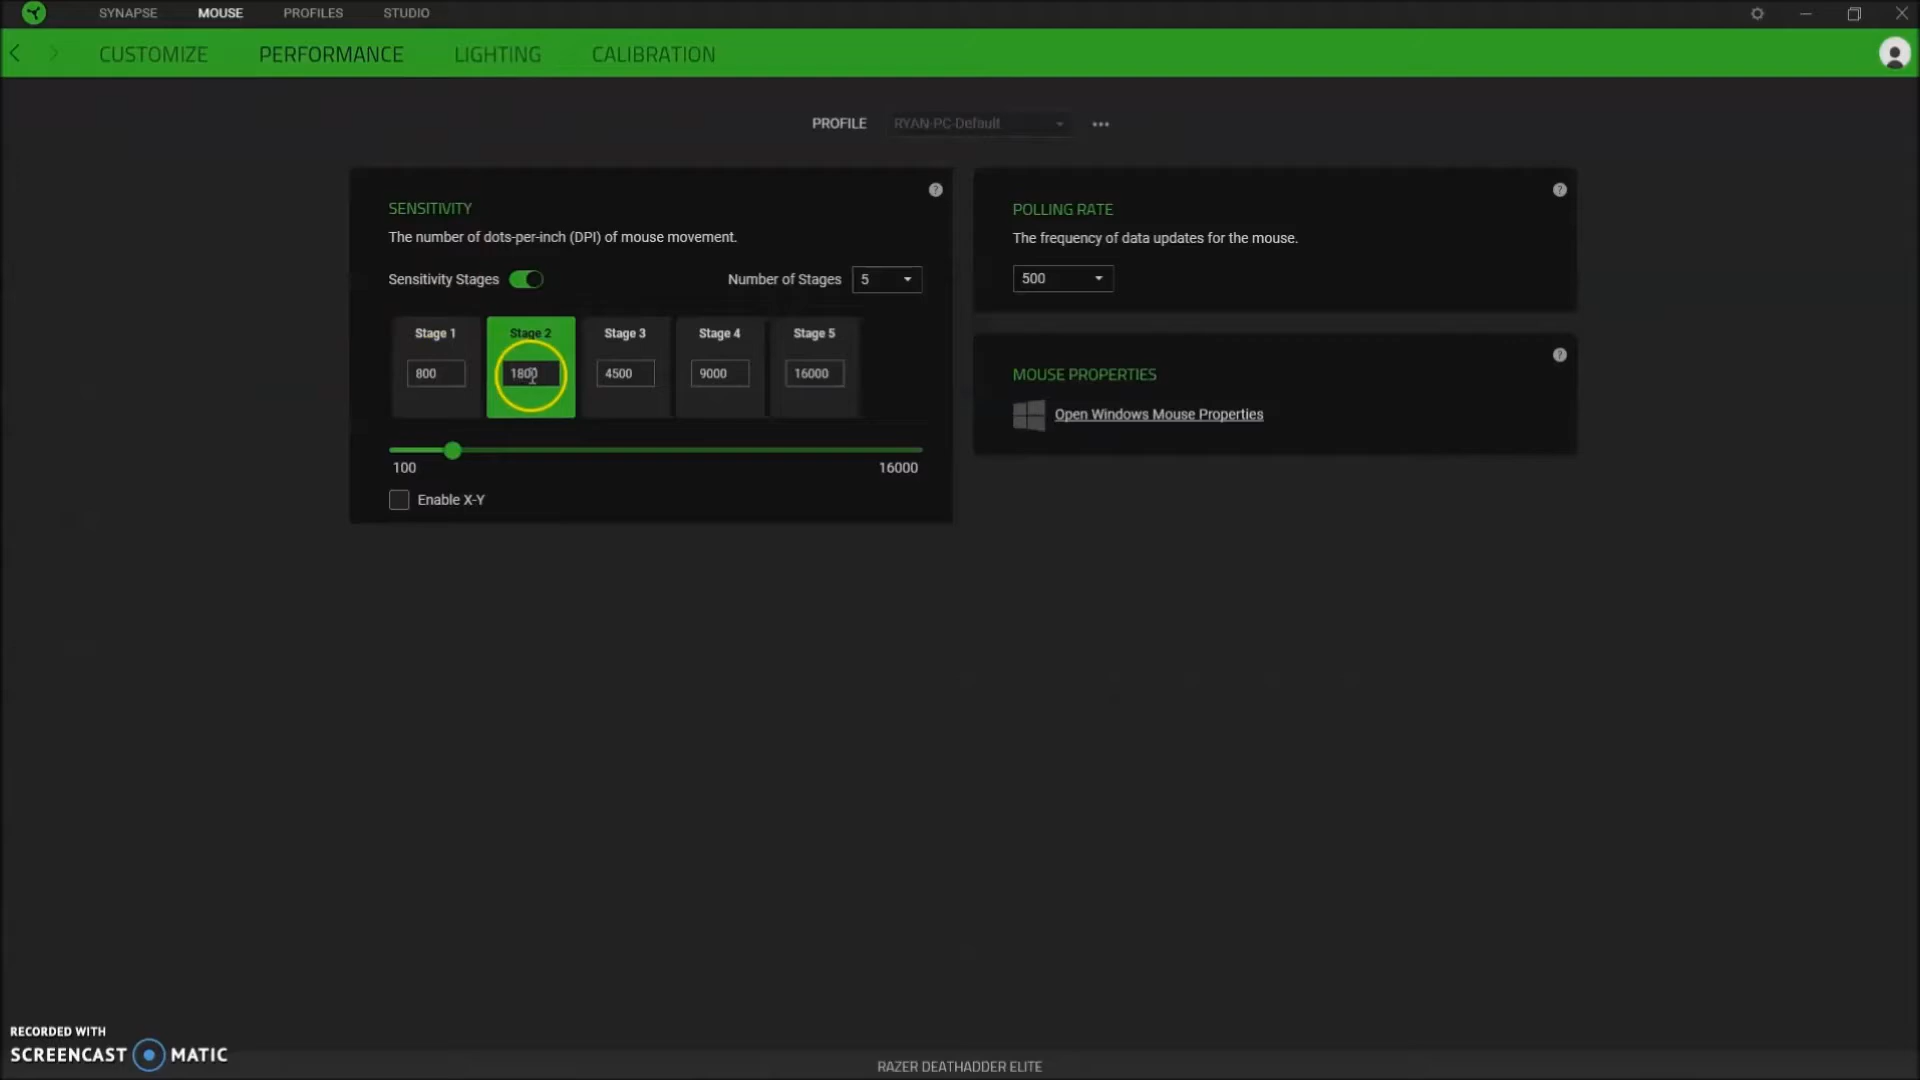 SYNAPSE MOUSE PROFILES STUDIO
CUSTOMIZE PERFORMANCE LIGHTING CALIBRATION
PROFILE RYAN-PC-Default
SENSITIVITY
The number of dots-per-inch (DPI) of mouse movement.
Sensitivity Stages Number of Stages 5
Stage 1 Stage 2 Stage 3 Stage 4 Stage 5
800 1800 4500 9000 16000
100 16000
Enable X-Y
POLLING RATE
The frequency of data updates for the mouse.
500
MOUSE PROPERTIES
Open Windows Mouse Properties
RECORDED WITH
SCREENCAST MATIC
RAZER DEATHADDER ELITE